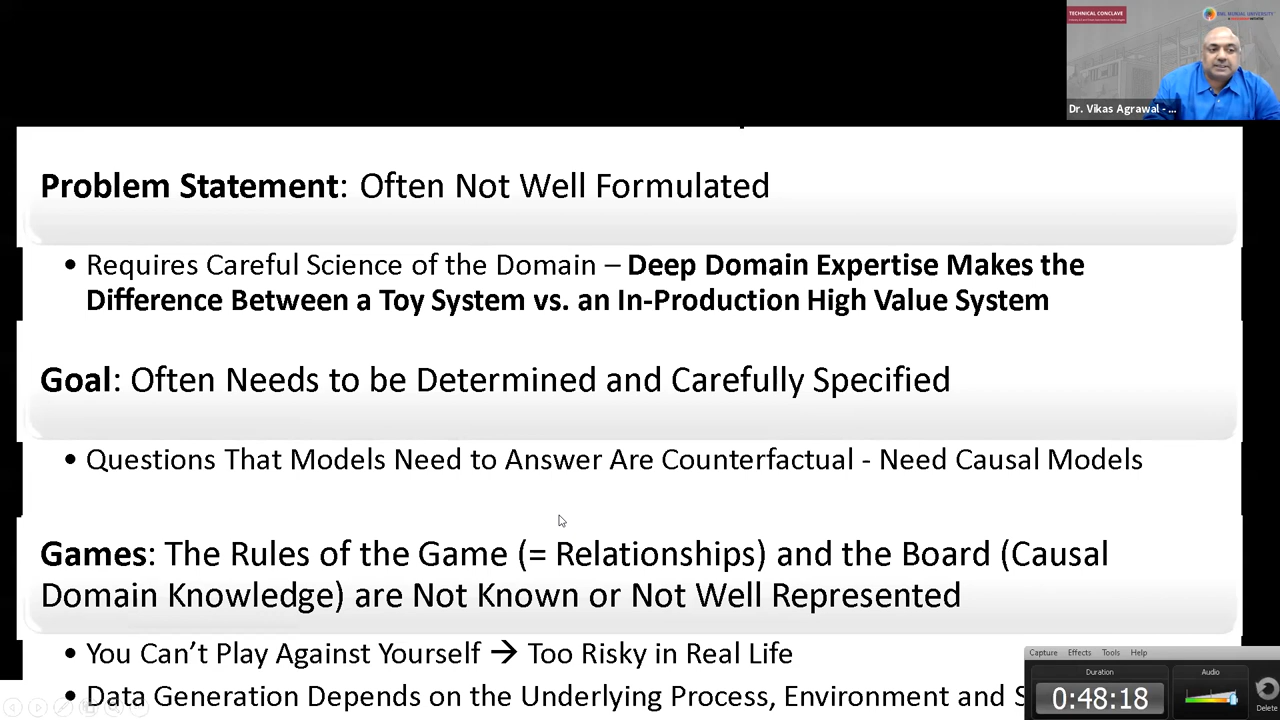 TECHNICAL CONCLAVE
Dr. Vikas Agrawal - ...
Problem Statement: Often Not Well Formulated
• Requires Careful Science of the Domain – Deep Domain Expertise Makes the
Difference Between a Toy System vs. an In-Production High Value System
Goal: Often Needs to be Determined and Carefully Specified
• Questions That Models Need to Answer Are Counterfactual - Need Causal Models
Games: The Rules of the Game (= Relationships) and the Board (Causal
Domain Knowledge) are Not Known or Not Well Represented
• You Can't Play Against Yourself → Too Risky in Real Life
• Data Generation Depends on the Underlying Process, Environment and S
Capture Effects Tools Help
Duration Audio
0:48:18
Delete